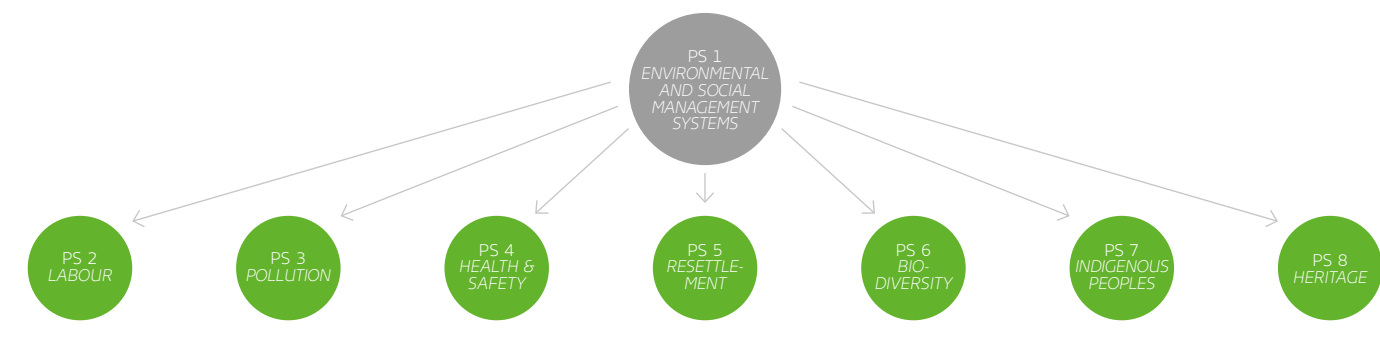 PS 1
ENVIRONMENTAL
AND SOCIAL
MANAGEMENT
SYSTEMS
PS 2
LABOUR
PS 3
POLLUTION
PS 4
HEALTH &
SAFETY
PS 5
RESETTLE-
MENT
PS 6
BIO-
DIVERSITY
PS 7
INDIGENOUS
PEOPLES
PS 8
HERITAGE